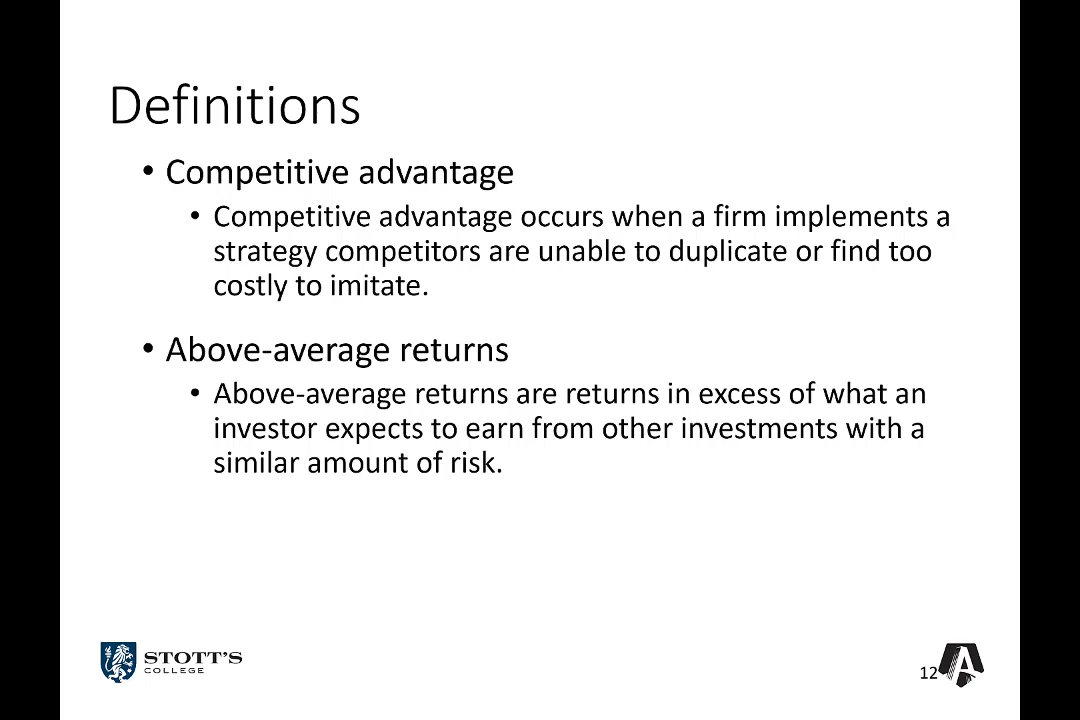 Definitions
• Competitive advantage
• Competitive advantage occurs when a firm implements a
strategy competitors are unable to duplicate or find too
costly to imitate.
• Above-average returns
• Above-average returns are returns in excess of what an
investor expects to earn from other investments with a
similar amount of risk.
STOTT'S
COLLEGE
12
A